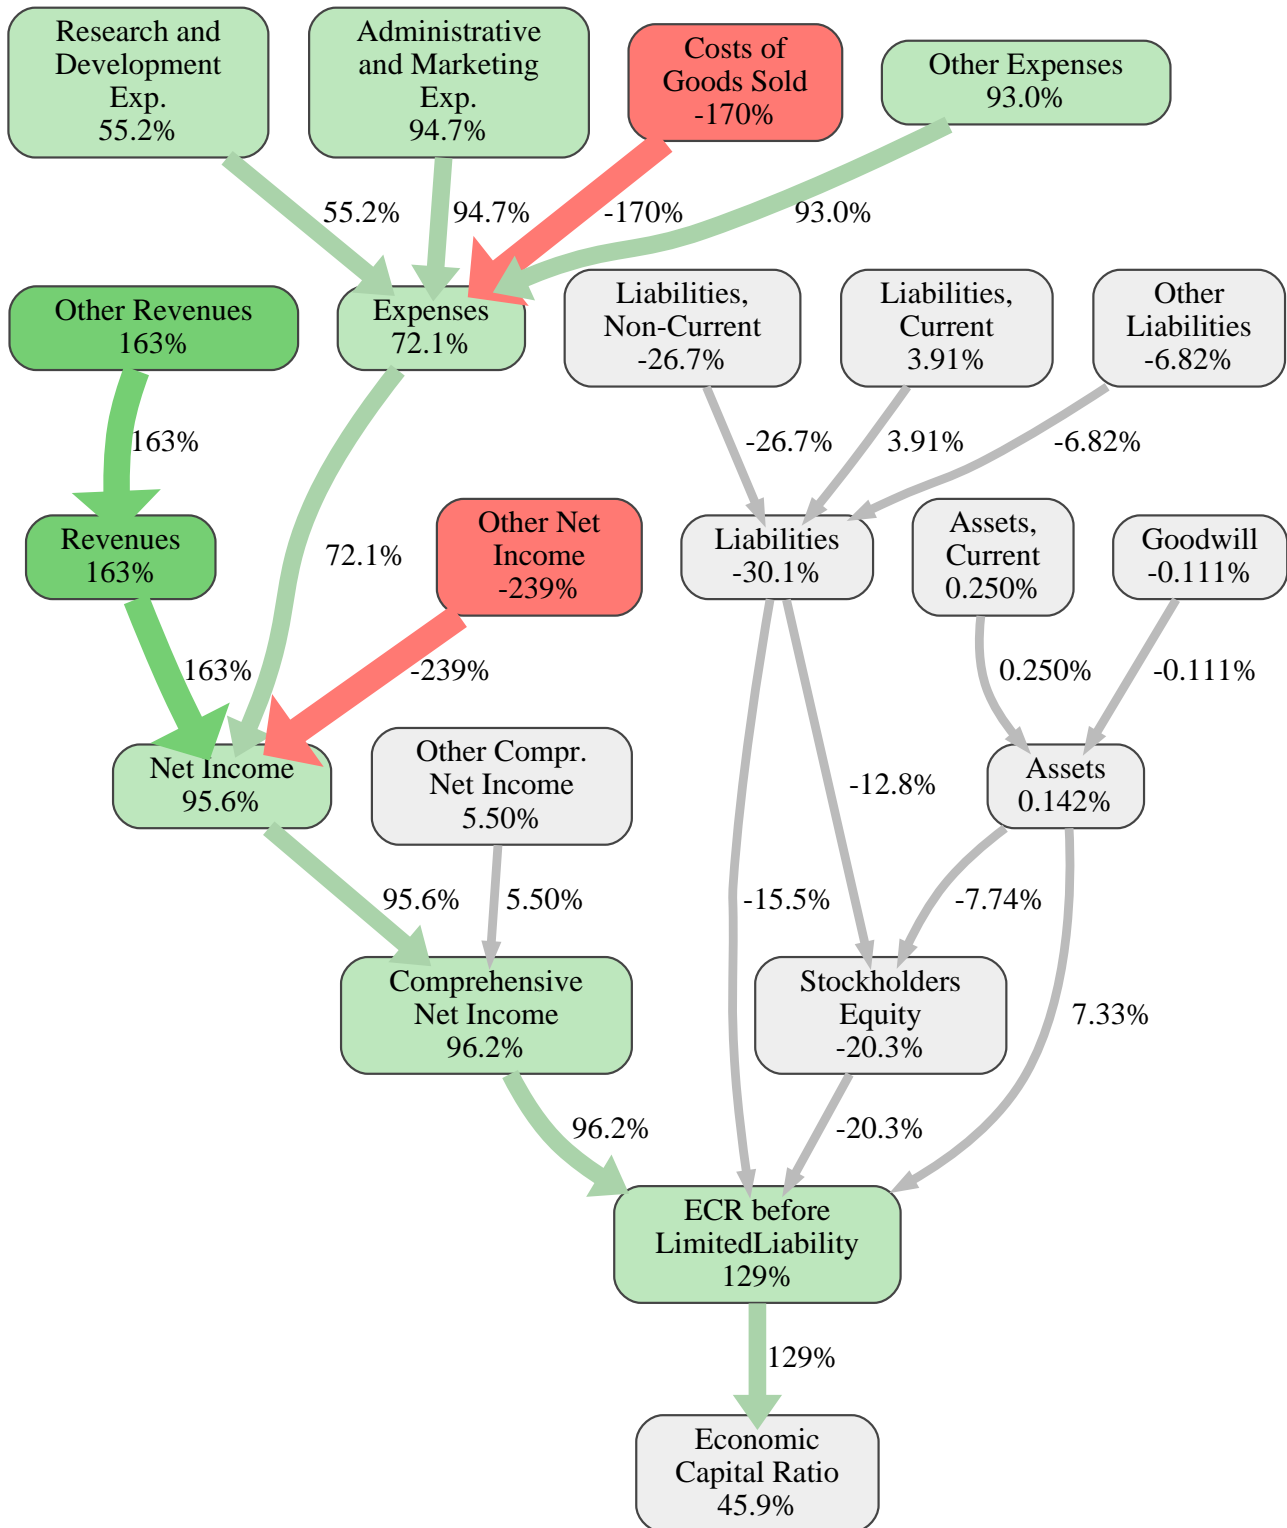 Research and
Development
Exp.
55.2%
Administrative
and Marketing
Exp.
94.7%
Costs of
Goods Sold
-170%
Other Expenses
93.0%
55.2%
94.7%
-170%
93.0%
Other Revenues
163%
Expenses
72.1%
Liabilities,
Non-Current
-26.7%
Liabilities,
Current
3.91%
Other
Liabilities
-6.82%
163%
-26.7%
3.91%
-6.82%
Revenues
163%
72.1%
Other Net
Income
-239%
Liabilities
-30.1%
Assets,
Current
0.250%
Goodwill
-0.111%
163%
-239%
0.250%
-0.111%
Net Income
95.6%
Other Compr.
Net Income
5.50%
-12.8%
Assets
0.142%
95.6%
5.50%
-15.5%
-7.74%
Comprehensive
Net Income
96.2%
Stockholders
Equity
-20.3%
7.33%
96.2%
-20.3%
ECR before
LimitedLiability
129%
129%
Economic
Capital Ratio
45.9%